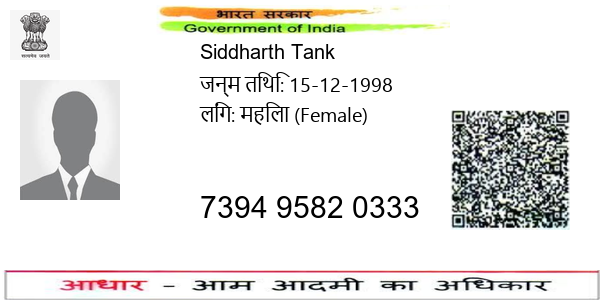 भारत सरकार
Government of India
सत्यमेव जयते
Siddharth Tank
जन्म तिथि: 15-12-1998
लिंग: महिला (Female)
7394 9582 0333
आधार - आम आदमी का अधिकार